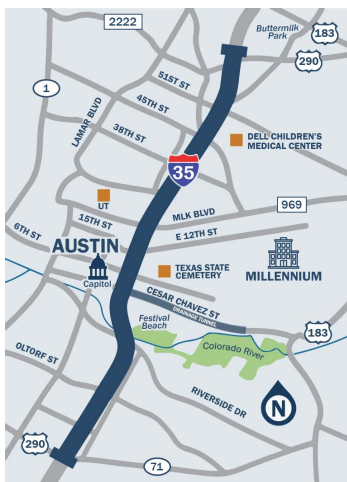 Buttermilk
Park
183
290
2222
1
51ST ST
45TH ST
LAMAR BLVD
38TH ST
DELL CHILDREN'S
MEDICAL CENTER
35
UT
969
MLK BLVD
15TH ST
E 12TH ST
6TH ST
AUSTIN
Capitol
TEXAS STATE
CEMETERY
MILLENNIUM
CESAR CHAVEZ ST
DRAINAGE TUNNEL
Festival
Beach
183
Colorado River
OLTORF ST
RIVERSIDE DR
N
290
71